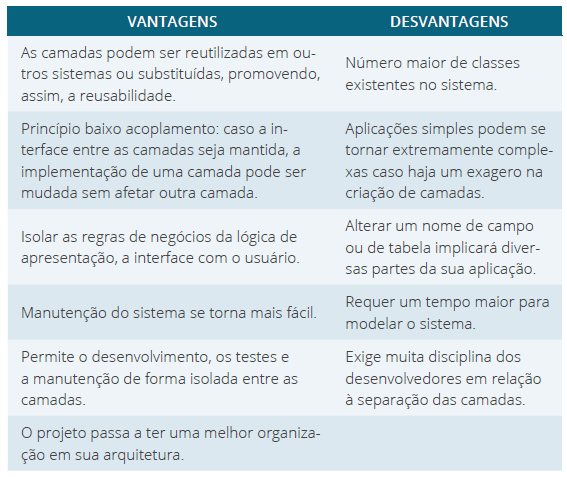 VANTAGENS
DESVANTAGENS
As camadas podem ser reutilizadas em ou-
tros sistemas ou substituídas, promovendo,
assim, a reusabilidade.
Número maior de classes
existentes no sistema.
Princípio baixo acoplamento: caso a in-
terface entre as camadas seja mantida, a
implementação de uma camada pode ser
mudada sem afetar outra camada.
Aplicações simples podem se
tornar extremamente comple-
xas caso haja um exagero na
criação de camadas.
Isolar as regras de negócios da lógica de
apresentação, a interface com o usuário.
Alterar um nome de campo
ou de tabela implicará diver-
sas partes da sua aplicação.
Manutenção do sistema se torna mais fácil.
Requer um tempo maior para
modelar o sistema.
Permite o desenvolvimento, os testes e
a manutenção de forma isolada entre as
camadas.
Exige muita disciplina dos
desenvolvedores em relação
à separação das camadas.
O projeto passa a ter uma melhor organiza-
ção em sua arquitetura.